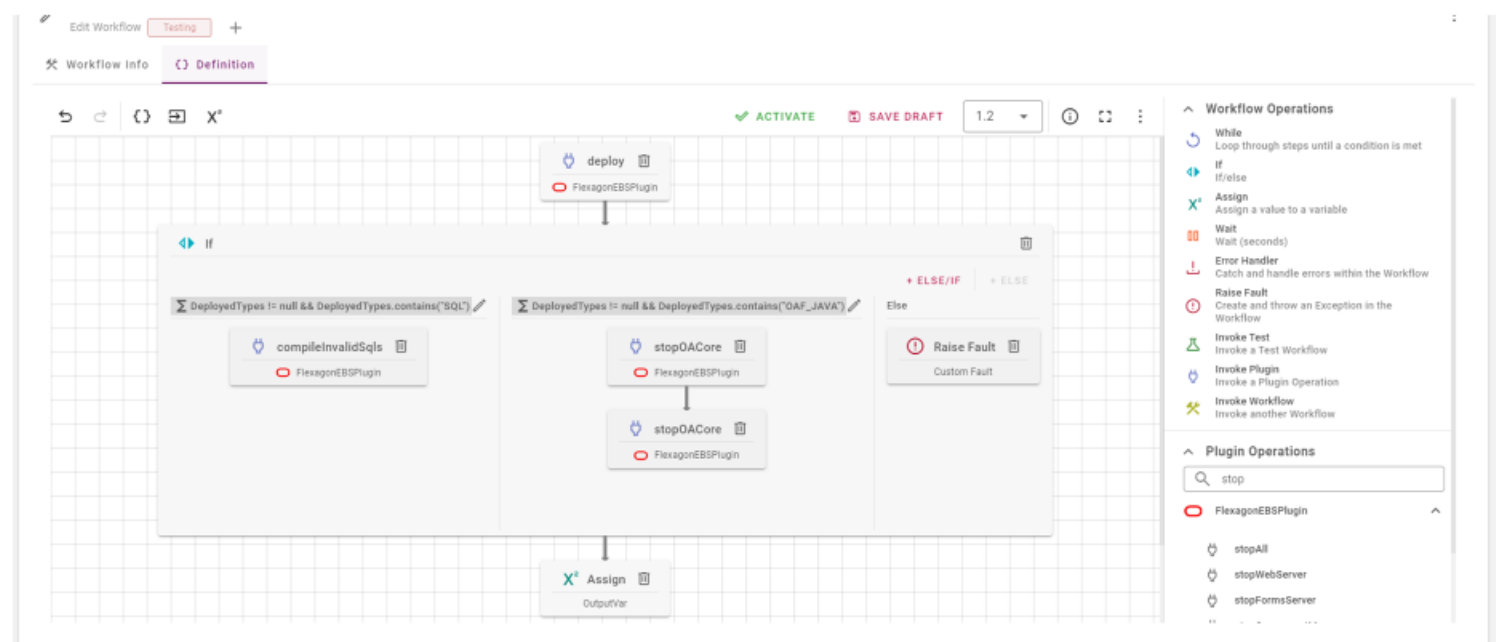 Edit Workflow Testing +
Workflow Info Definition
X² ACTIVATE SAVE DRAFT 1.2
deploy
FlexagonEBSPlugin
If
+ ELSE/IF + ELSE
DeployedTypes != null && DeployedTypes.contains("SQL")
compileInvalidSqls
FlexagonEBSPlugin
DeployedTypes != null && DeployedTypes.contains("OAF_JAVA")
stopOACore
FlexagonEBSPlugin
stopOACore
FlexagonEBSPlugin
Else
Raise Fault
Custom Fault
X² Assign
OutputVar
Workflow Operations
While
Loop through steps until a condition is met
If
If/else
X² Assign
Assign a value to a variable
Wait
Wait (seconds)
Error Handler
Catch and handle errors within the Workflow
Raise Fault
Create and throw an Exception in the
Workflow
Invoke Test
Invoke a Test Workflow
Invoke Plugin
Invoke a Plugin Operation
Invoke Workflow
Invoke another Workflow
Plugin Operations
stop
FlexagonEBSPlugin
stopAll
stopWebServer
stopFormsServer